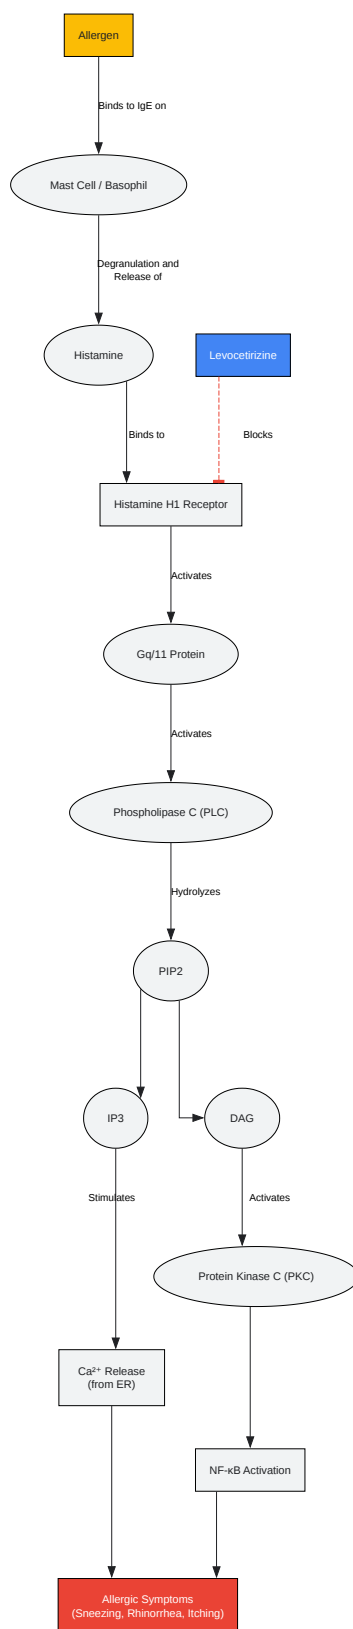 Allergen
Binds to IgE on
Mast Cell / Basophil
Degranulation and
Release of
Histamine
Levocetirizine
Binds to
Blocks
Histamine H1 Receptor
Activates
Gq/11 Protein
Activates
Phospholipase C (PLC)
Hydrolyzes
PIP2
IP3
DAG
Stimulates
Activates
Protein Kinase C (PKC)
Ca²⁺ Release
(from ER)
NF-κB Activation
Allergic Symptoms
(Sneezing, Rhinorrhea, Itching)